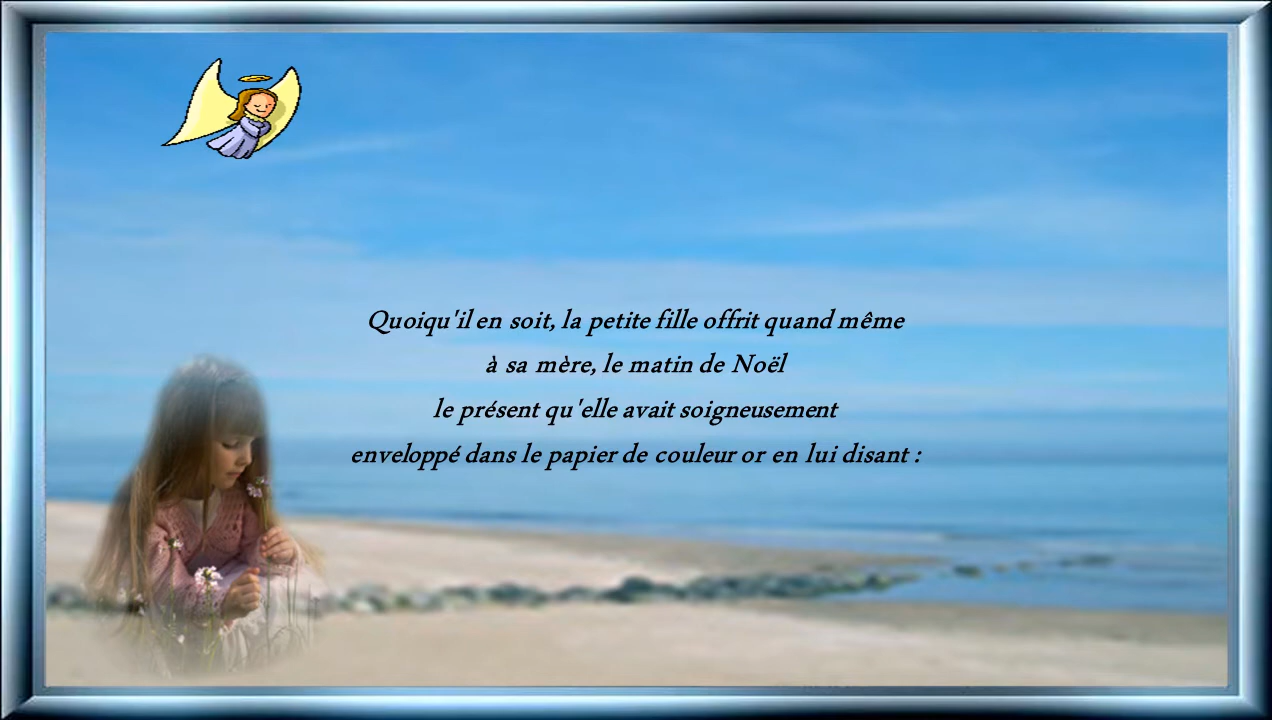 Quoiqu'il en soit, la petite fille offrit quand même
à sa mère, le matin de Noël
le présent qu'elle avait soigneusement
enveloppé dans le papier de couleur or en lui disant :